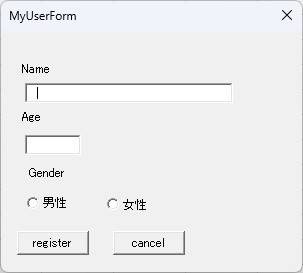 MyUserForm
Name
Age
Gender
男性 女性
register cancel